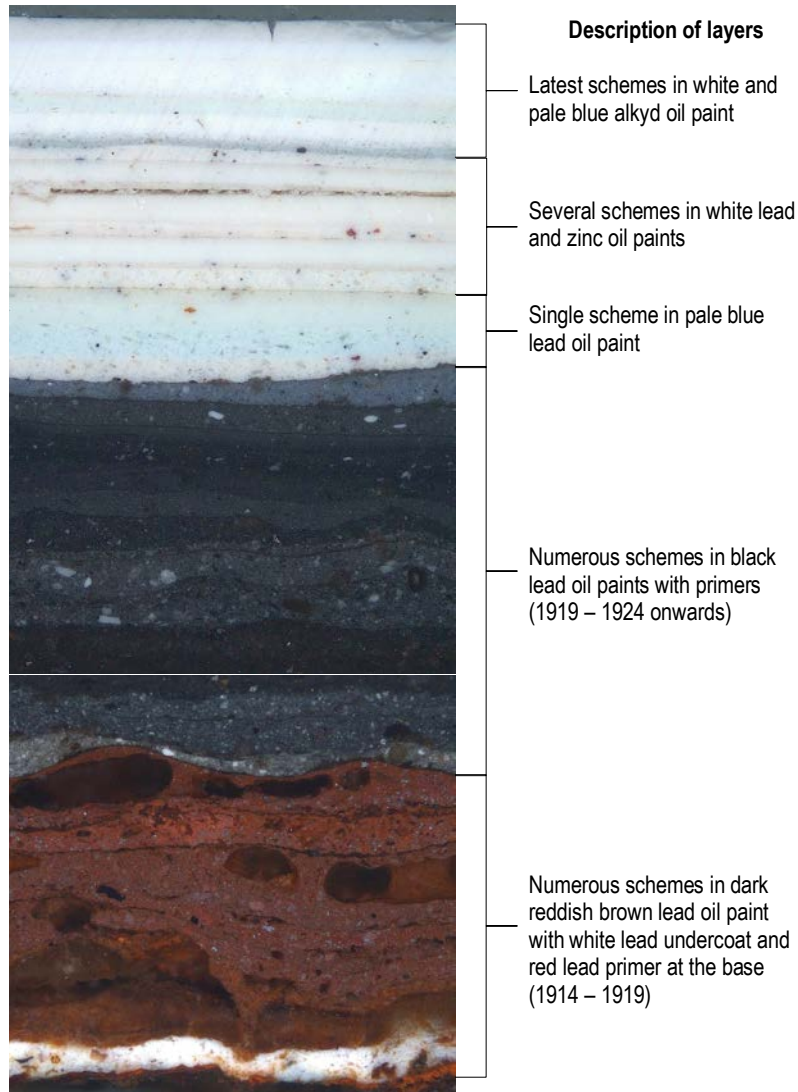 Description of layers
Latest schemes in white and
pale blue alkyd oil paint
Several schemes in white lead
and zinc oil paints
Single scheme in pale blue
lead oil paint
Numerous schemes in black
lead oil paints with primers
(1919 – 1924 onwards)
Numerous schemes in dark
reddish brown lead oil paint
with white lead undercoat and
red lead primer at the base
(1914 – 1919)